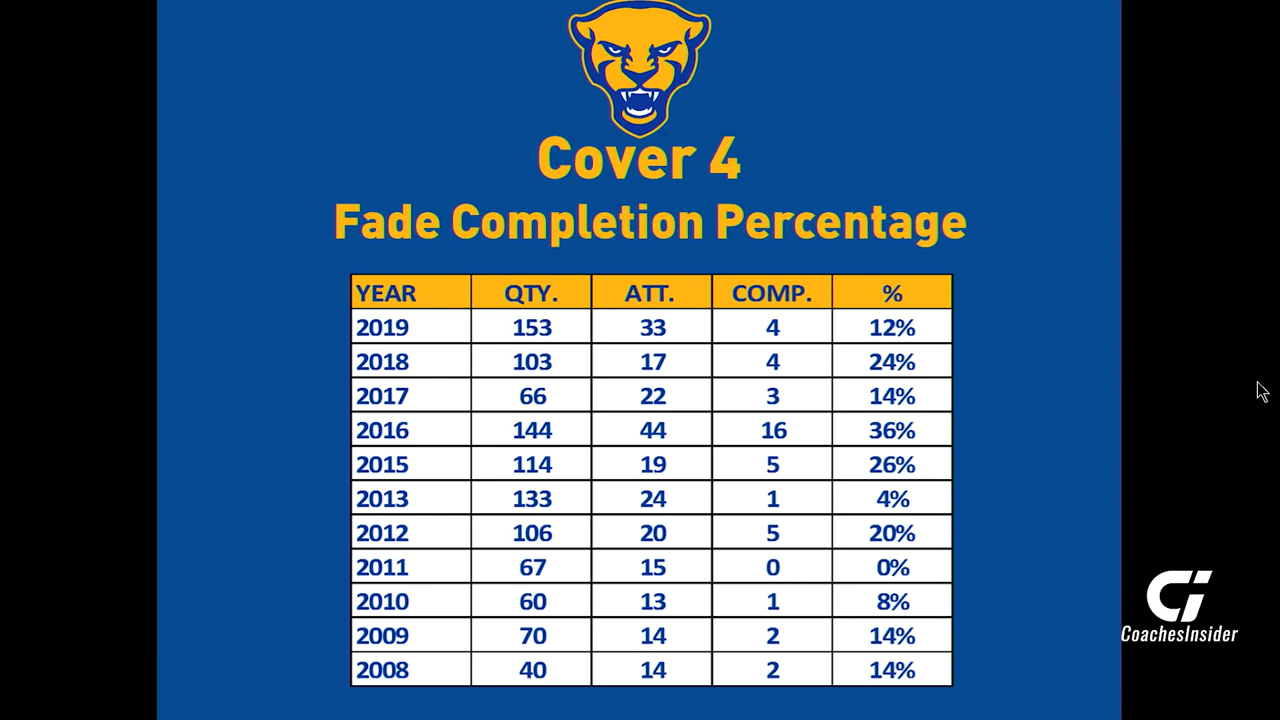 Cover 4
Fade Completion Percentage
YEAR QTY. ATT. COMP. %
2019 153 33 4 12%
2018 103 17 4 24%
2017 66 22 3 14%
2016 144 44 16 36%
2015 114 19 5 26%
2013 133 24 1 4%
2012 106 20 5 20%
2011 67 15 0 0%
2010 60 13 1 8%
2009 70 14 2 14%
2008 40 14 2 14%
Ci
CoachesInsider